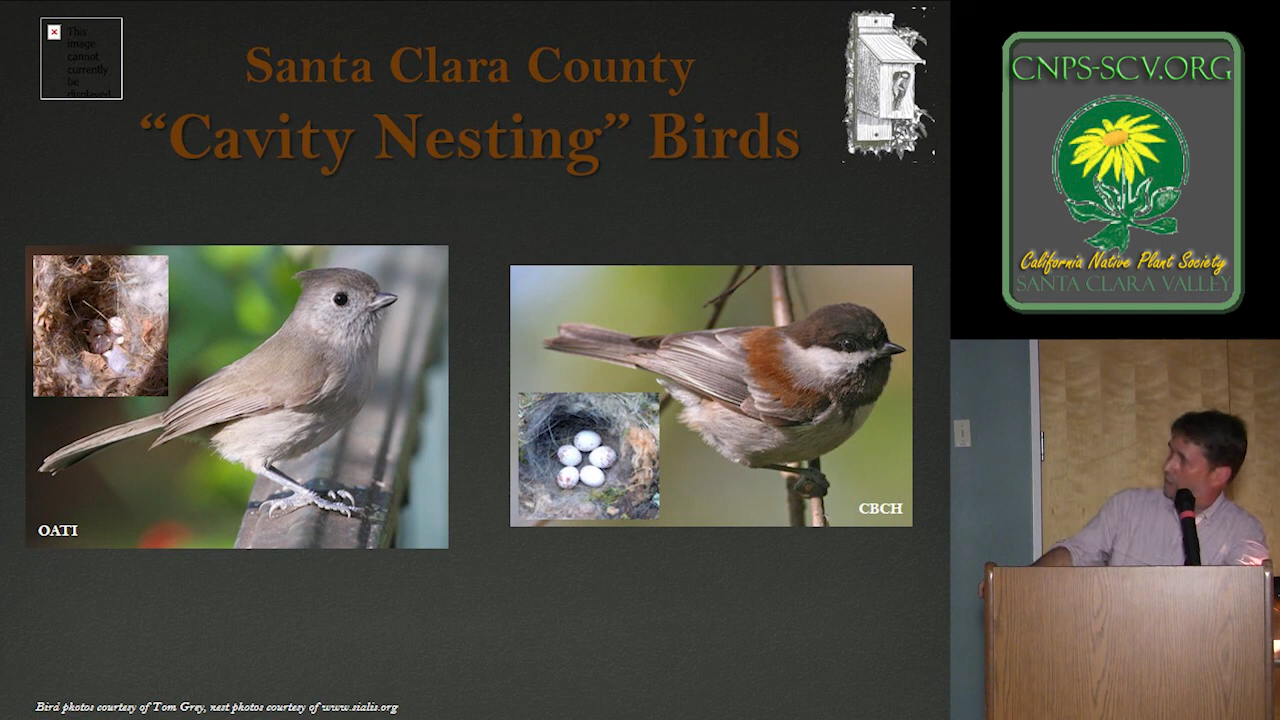 This
image
cannot
currently
be
displayed.
Santa Clara County
“Cavity Nesting” Birds
CNPS-SCV.ORG
California Native Plant Society
SANTA CLARA VALLEY
OATI
CBCH
Bird photos courtesy of Tom Grey, nest photos courtesy of www.sialis.org